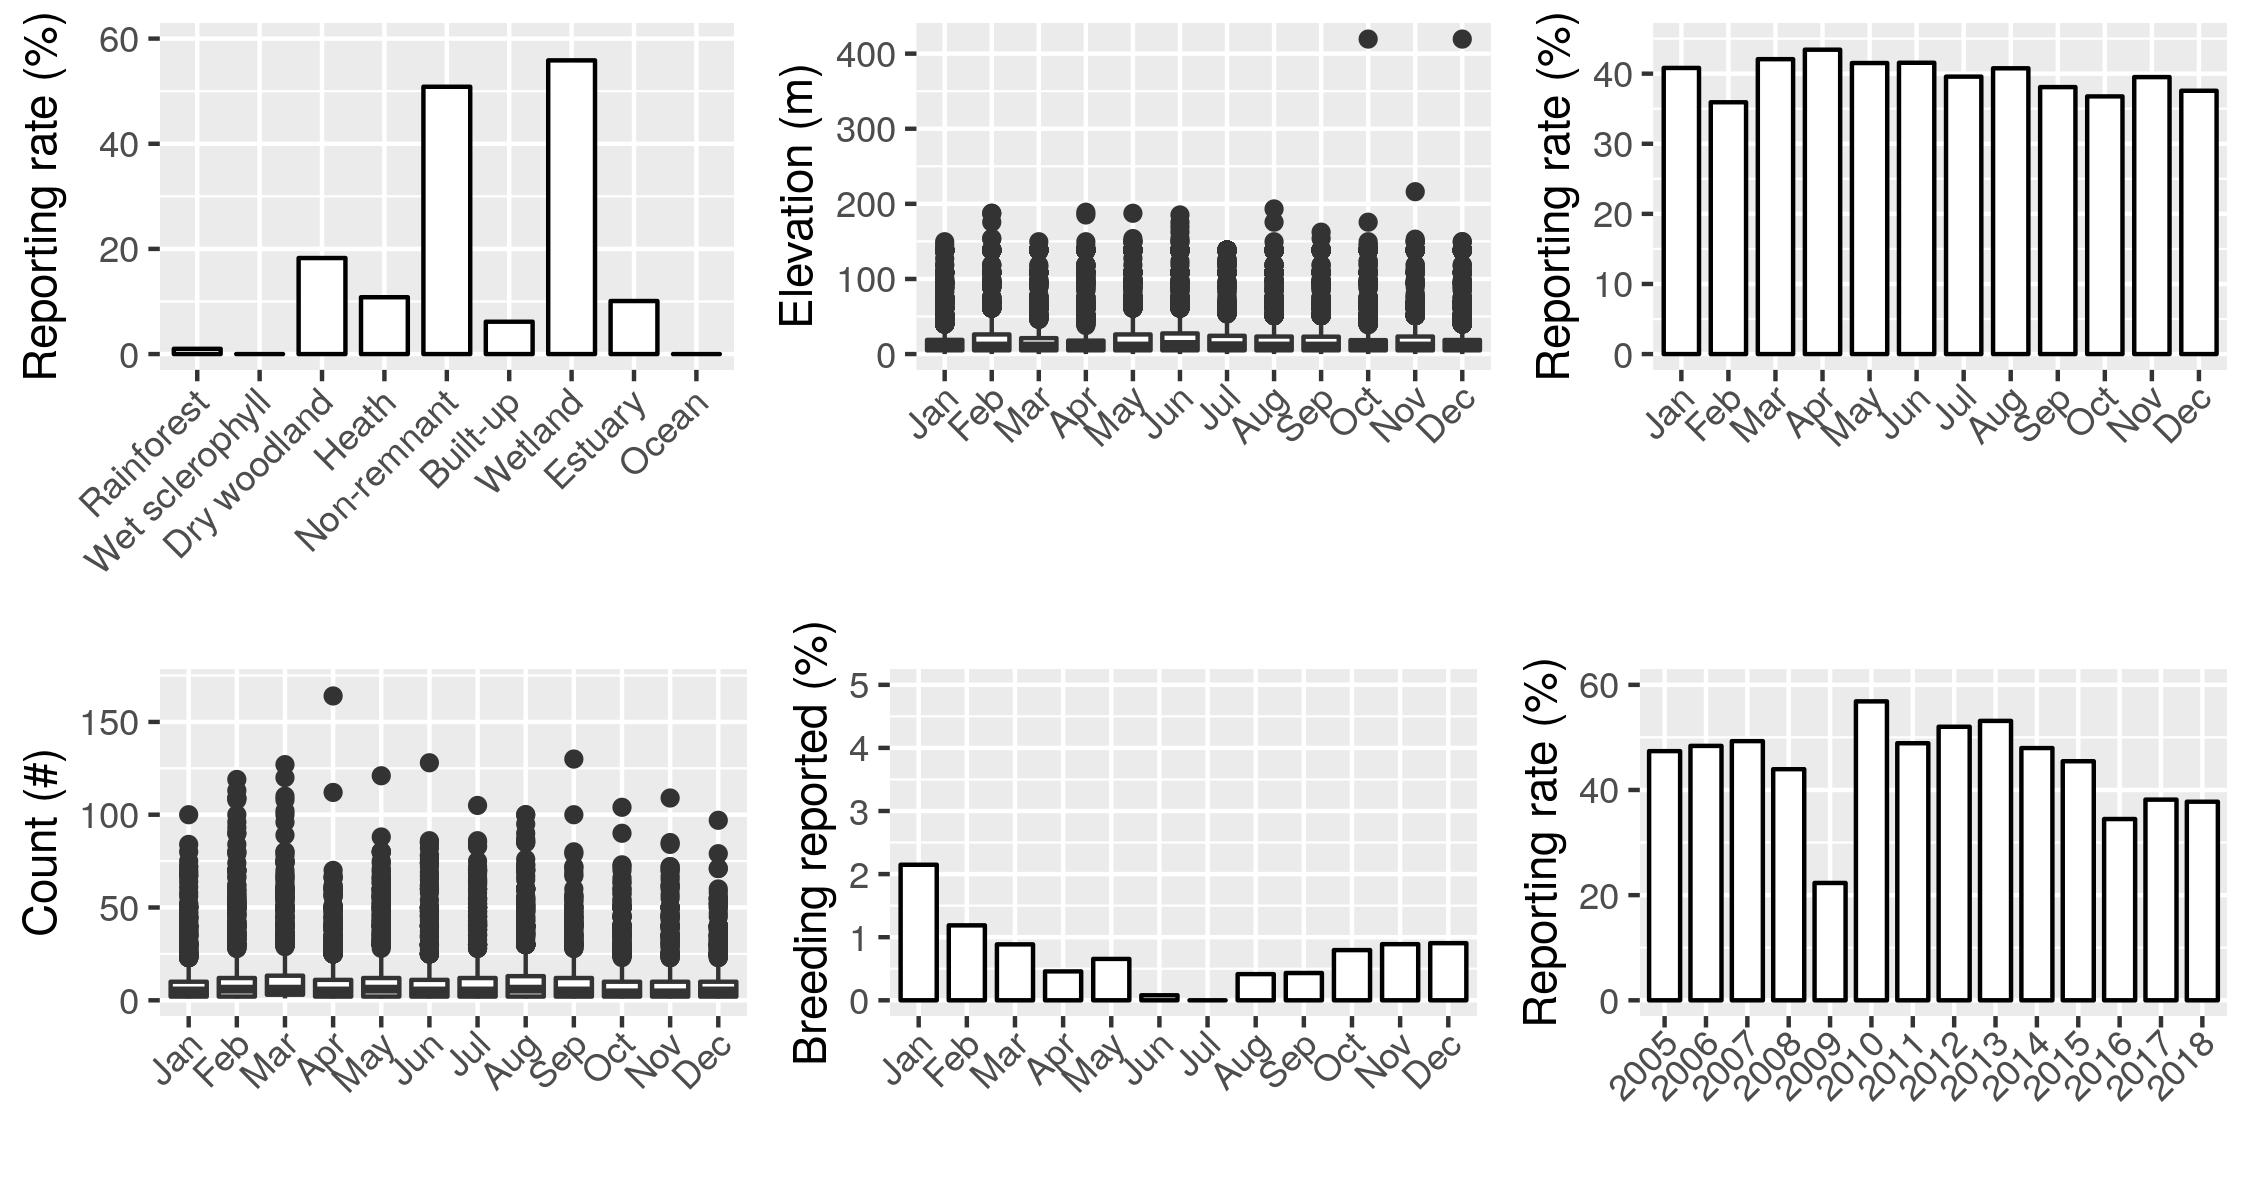 Reporting rate (%)
60
40
20
0
Rainforest
Wet sclerophyll
Dry woodland
Heath
Non-remnant
Built-up
Wetland
Estuary
Ocean
Elevation (m)
400
300
200
100
0
Jan
Feb
Mar
Apr
May
Jun
Jul
Aug
Sep
Oct
Nov
Dec
Reporting rate (%)
40
30
20
10
0
Jan
Feb
Mar
Apr
May
Jun
Jul
Aug
Sep
Oct
Nov
Dec
Count (#)
150
100
50
0
Jan
Feb
Mar
Apr
May
Jun
Jul
Aug
Sep
Oct
Nov
Dec
Breeding reported (%)
5
4
3
2
1
0
Jan
Feb
Mar
Apr
May
Jun
Jul
Aug
Sep
Oct
Nov
Dec
Reporting rate (%)
60
40
20
0
2005
2006
2007
2008
2009
2010
2011
2012
2013
2014
2015
2016
2017
2018